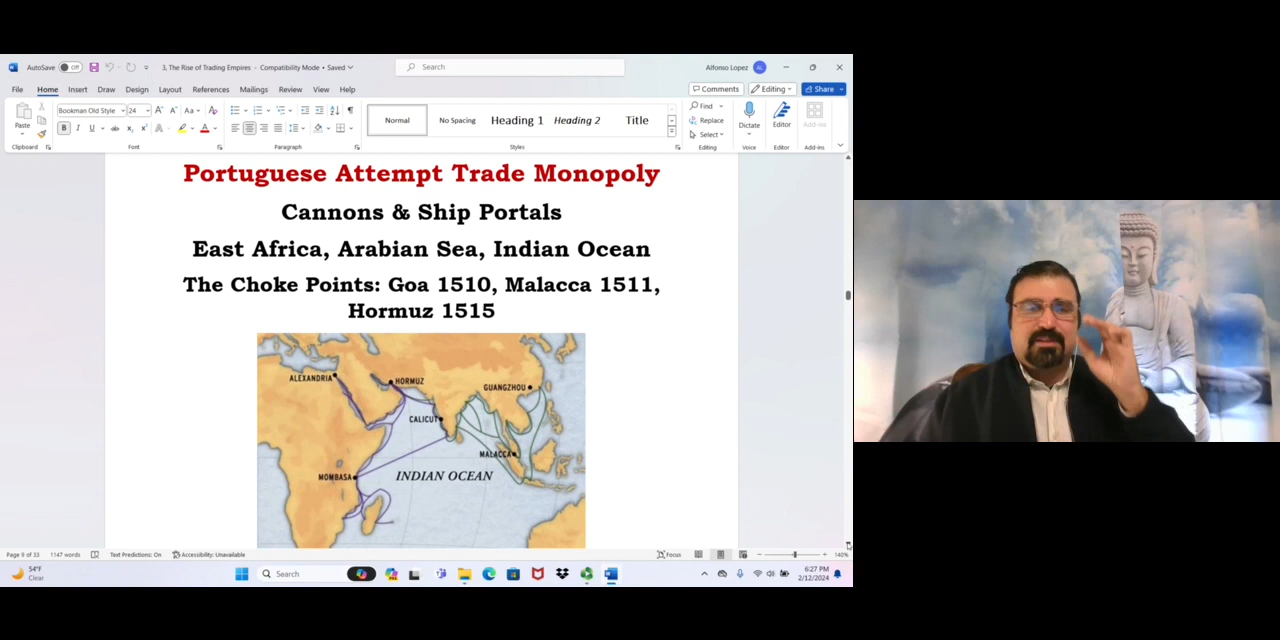 AutoSave Off 3, The Rise of Trading Empires - Compatibility Mode • Saved Search Alfonso Lopez AL
File Home Insert Draw Design Layout References Mailings Review View Help Comments Editing Share
Paste Bookman Old Style 24 Aa Normal No Spacing Heading 1 Heading 2 Title Find Replace Select Dictate Editor Add-ins
Clipboard Font Paragraph Styles Editing Voice Editor Add-ins
Portuguese Attempt Trade Monopoly
Cannons & Ship Portals
East Africa, Arabian Sea, Indian Ocean
The Choke Points: Goa 1510, Malacca 1511,
Hormuz 1515
ALEXANDRIA
HORMUZ
GUANGZHOU
CALICUT
MALACCA
MOMBASA
INDIAN OCEAN
Page 9 of 33 1147 words Text Predictions: On Accessibility: Unavailable Focus 140%
54°F
Clear
Search
6:27 PM
2/12/2024